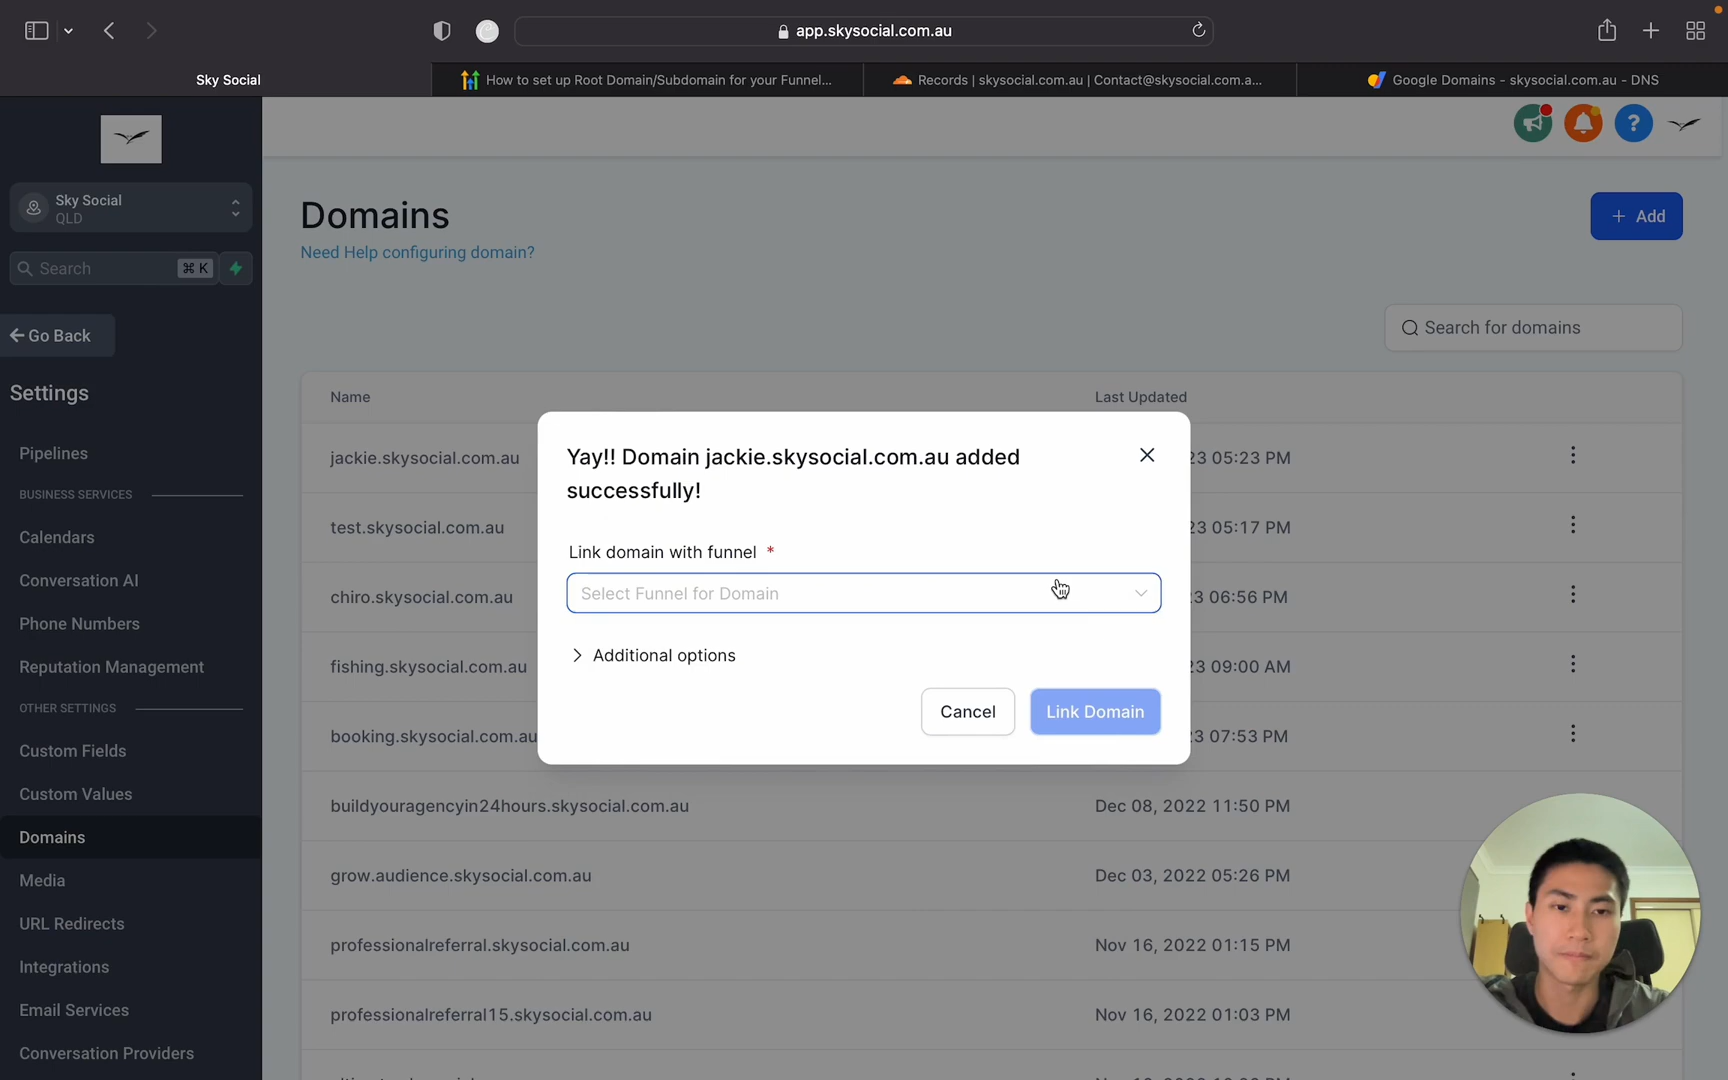 app.skysocial.com.au
Sky Social
How to set up Root Domain/Subdomain for your Funnel...
Records | skysocial.com.au | Contact@skysocial.com.a...
Google Domains - skysocial.com.au - DNS
Sky Social
QLD
Search
⌘ K
Go Back
Settings
Pipelines
BUSINESS SERVICES
Calendars
Conversation AI
Phone Numbers
Reputation Management
OTHER SETTINGS
Custom Fields
Custom Values
Domains
Media
URL Redirects
Integrations
Email Services
Conversation Providers
?
Domains
Need Help configuring domain?
+ Add
Search for domains
Name
Last Updated
jackie.skysocial.com.au
23 05:23 PM
test.skysocial.com.au
23 05:17 PM
chiro.skysocial.com.au
3 06:56 PM
fishing.skysocial.com.au
3 09:00 AM
booking.skysocial.com.au
3 07:53 PM
buildyouragencyin24hours.skysocial.com.au
Dec 08, 2022 11:50 PM
grow.audience.skysocial.com.au
Dec 03, 2022 05:26 PM
professionalreferral.skysocial.com.au
Nov 16, 2022 01:15 PM
professionalreferral15.skysocial.com.au
Nov 16, 2022 01:03 PM
Yay!! Domain jackie.skysocial.com.au added
successfully!
Link domain with funnel *
Select Funnel for Domain
Additional options
Cancel
Link Domain